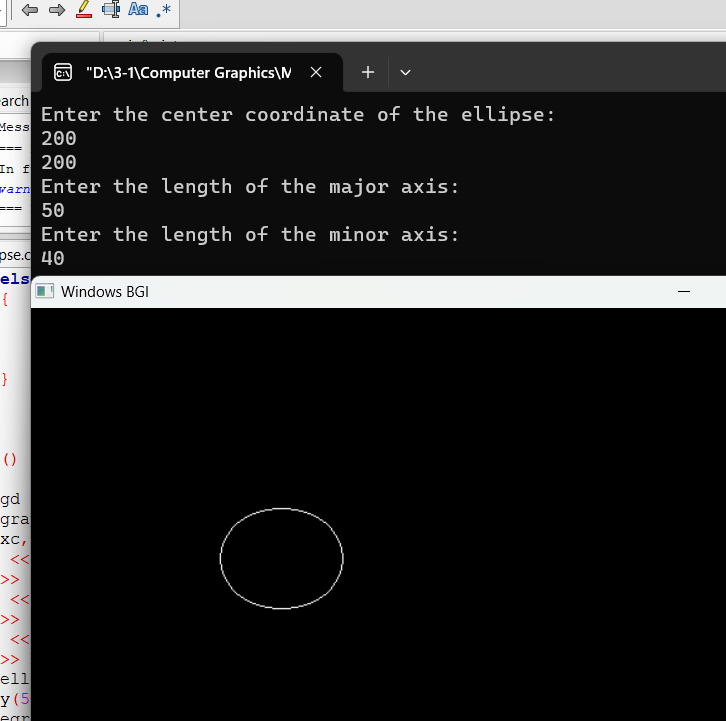 Aa .*
"D:\3-1\Computer Graphics\M
earch
Enter the center coordinate of the ellipse:
Mess
200
===
200
In f
Enter the length of the major axis:
warn
50
===
Enter the length of the minor axis:
pse.c
40
els
Windows BGI
{
}
()
gd
gra
xc,
<<
>>
<<
>>
<<
>>
ell
y(5
egr